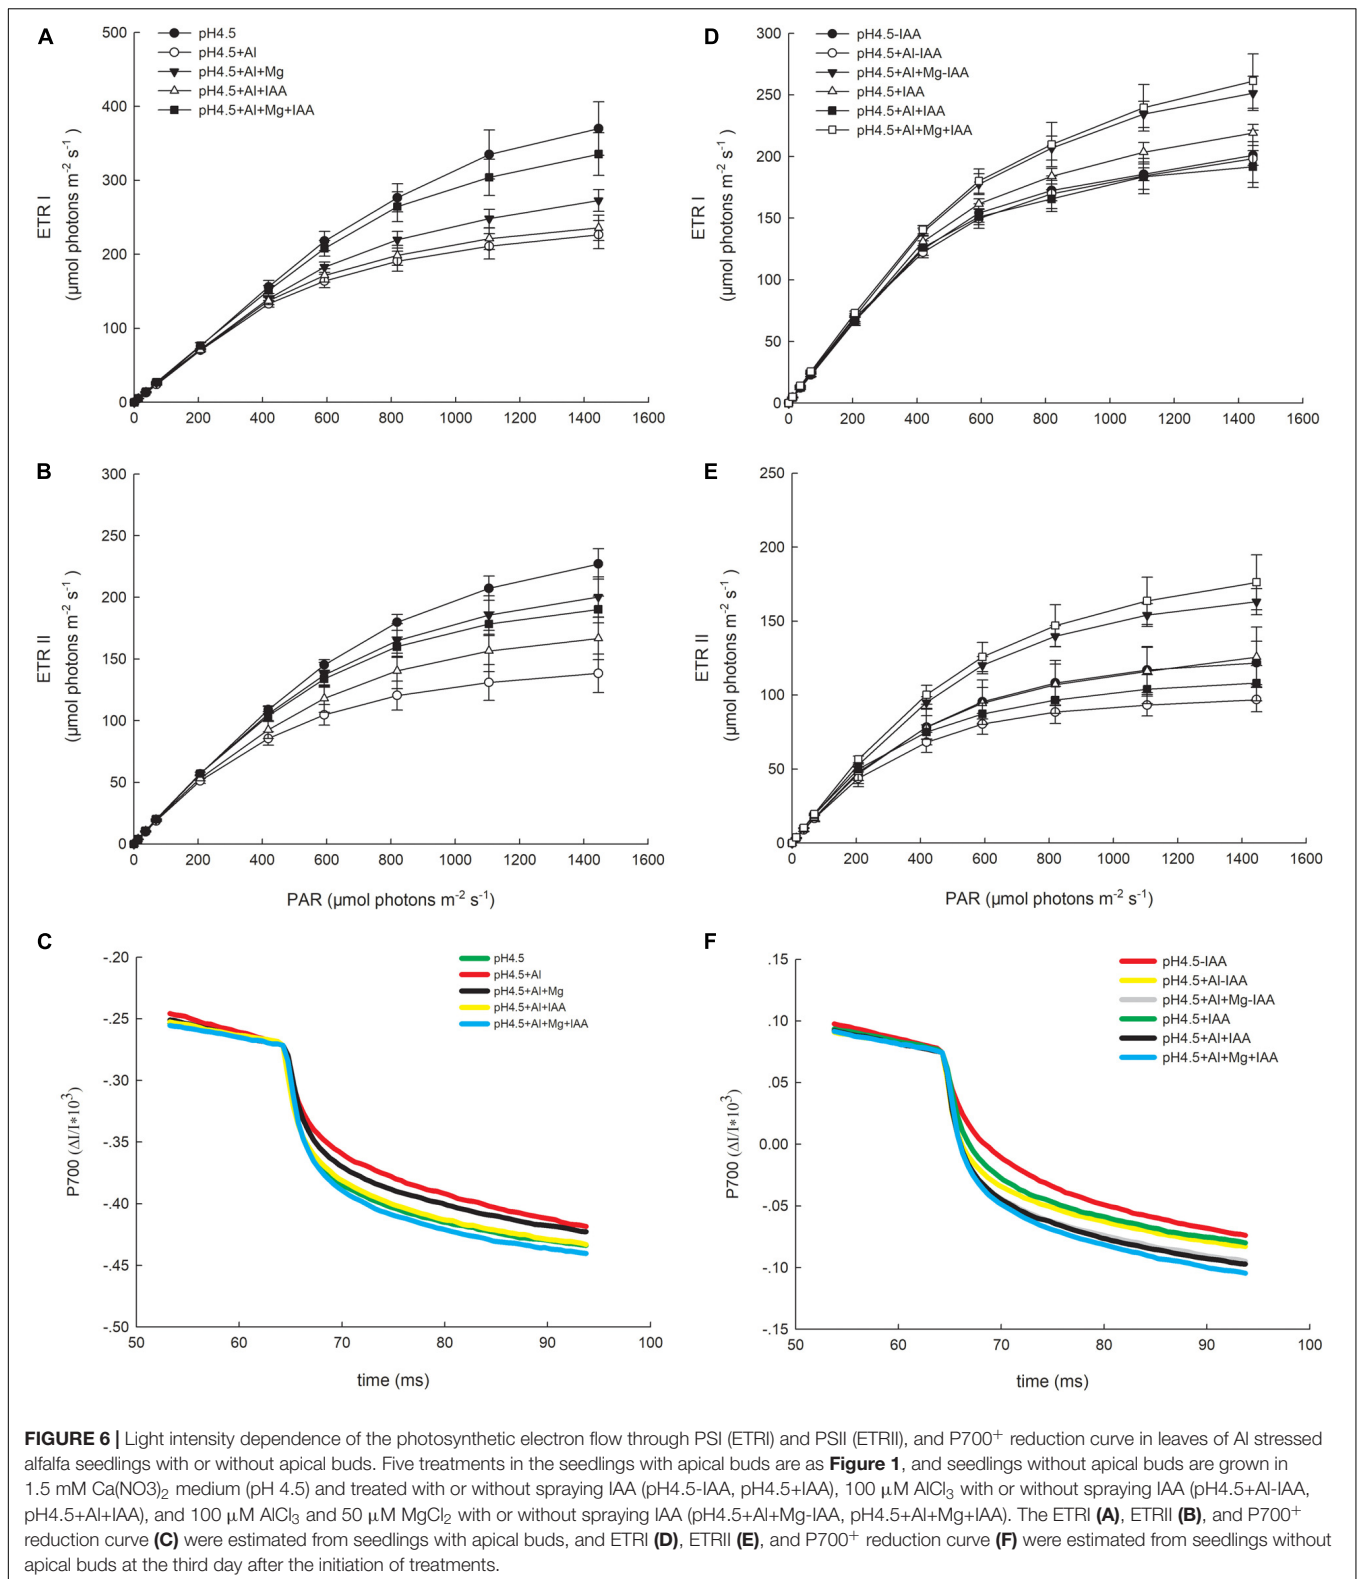 A
500
400
300
200
100
0
ETR I
(µmol photons m-2 s-1 )
pH4.5
pH4.5+Al
pH4.5+Al+Mg
pH4.5+Al+IAA
pH4.5+Al+Mg+IAA
0 200 400 600 800 1000 1200 1400 1600
D
300
250
200
150
100
50
0
ETR I
(µmol photons m-2 s-1 )
pH4.5-IAA
pH4.5+Al-IAA
pH4.5+Al+Mg-IAA
pH4.5+IAA
pH4.5+Al+IAA
pH4.5+Al+Mg+IAA
0 200 400 600 800 1000 1200 1400 1600
B
300
250
200
150
100
50
0
ETR II
(µmol photons m-2 s-1 )
0 200 400 600 800 1000 1200 1400 1600
PAR (µmol photons m-2 s-1)
E
250
200
150
100
50
0
ETR II
(µmol photons m-2 s-1 )
0 200 400 600 800 1000 1200 1400 1600
PAR (µmol photons m-2 s-1)
C
-.20
-.25
-.30
-.35
-.40
-.45
-.50
P700 (ΔI/I*10³)
pH4.5
pH4.5+Al
pH4.5+Al+Mg
pH4.5+Al+IAA
pH4.5+Al+Mg+IAA
50 60 70 80 90 100
time (ms)
F
.15
.10
.05
0.00
-.05
-.10
-.15
P700 (ΔI/I*10³)
pH4.5-IAA
pH4.5+Al-IAA
pH4.5+Al+Mg-IAA
pH4.5+IAA
pH4.5+Al+IAA
pH4.5+Al+Mg+IAA
50 60 70 80 90 100
time (ms)
FIGURE 6 | Light intensity dependence of the photosynthetic electron flow through PSI (ETRI) and PSII (ETRII), and P700+ reduction curve in leaves of Al stressed
alfalfa seedlings with or without apical buds. Five treatments in the seedlings with apical buds are as Figure 1, and seedlings without apical buds are grown in
1.5 mM Ca(NO3)2 medium (pH 4.5) and treated with or without spraying IAA (pH4.5-IAA, pH4.5+IAA), 100 µM AlCl3 with or without spraying IAA (pH4.5+Al-IAA,
pH4.5+Al+IAA), and 100 µM AlCl3 and 50 µM MgCl2 with or without spraying IAA (pH4.5+Al+Mg-IAA, pH4.5+Al+Mg+IAA). The ETRI (A), ETRII (B), and P700+
reduction curve (C) were estimated from seedlings with apical buds, and ETRI (D), ETRII (E), and P700+ reduction curve (F) were estimated from seedlings without
apical buds at the third day after the initiation of treatments.